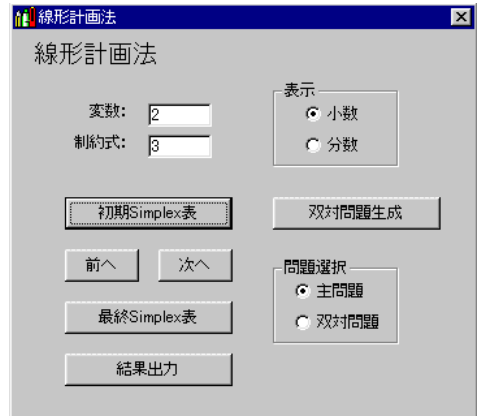 線形計画法
線形計画法
変数: 2
制約式: 3
表示
小数
分数
初期Simplex表
双対問題生成
前へ
次へ
最終Simplex表
結果出力
問題選択
主問題
双対問題